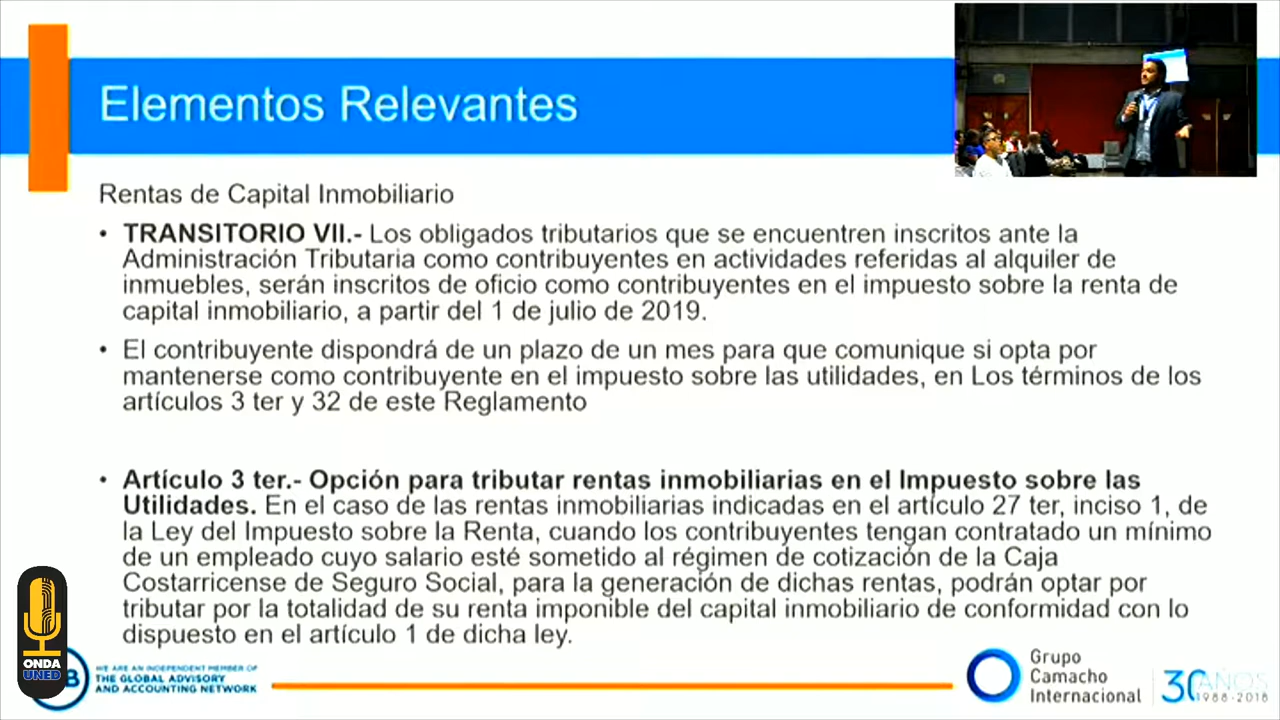 Elementos Relevantes
Rentas de Capital Inmobiliario
• TRANSITORIO VII.- Los obligados tributarios que se encuentren inscritos ante la
Administración Tributaria como contribuyentes en actividades referidas al alquiler de
inmuebles, serán inscritos de oficio como contribuyentes en el impuesto sobre la renta de
capital inmobiliario, a partir del 1 de julio de 2019.
• El contribuyente dispondrá de un plazo de un mes para que comunique si opta por
mantenerse como contribuyente en el impuesto sobre las utilidades, en Los términos de los
artículos 3 ter y 32 de este Reglamento
• Artículo 3 ter.- Opción para tributar rentas inmobiliarias en el Impuesto sobre las
Utilidades. En el caso de las rentas inmobiliarias indicadas en el artículo 27 ter, inciso 1, de
la Ley del Impuesto sobre la Renta, cuando los contribuyentes tengan contratado un mínimo
de un empleado cuyo salario esté sometido al régimen de cotización de la Caja
Costarricense de Seguro Social, para la generación de dichas rentas, podrán optar por
tributar por la totalidad de su renta imponible del capital inmobiliario de conformidad con lo
dispuesto en el artículo 1 de dicha ley.
ONDA
UNED
B
WE ARE AN INDEPENDENT MEMBER OF
THE GLOBAL ADVISORY
AND ACCOUNTING NETWORK
Grupo
Camacho
Internacional
30 AÑOS
1988-2018